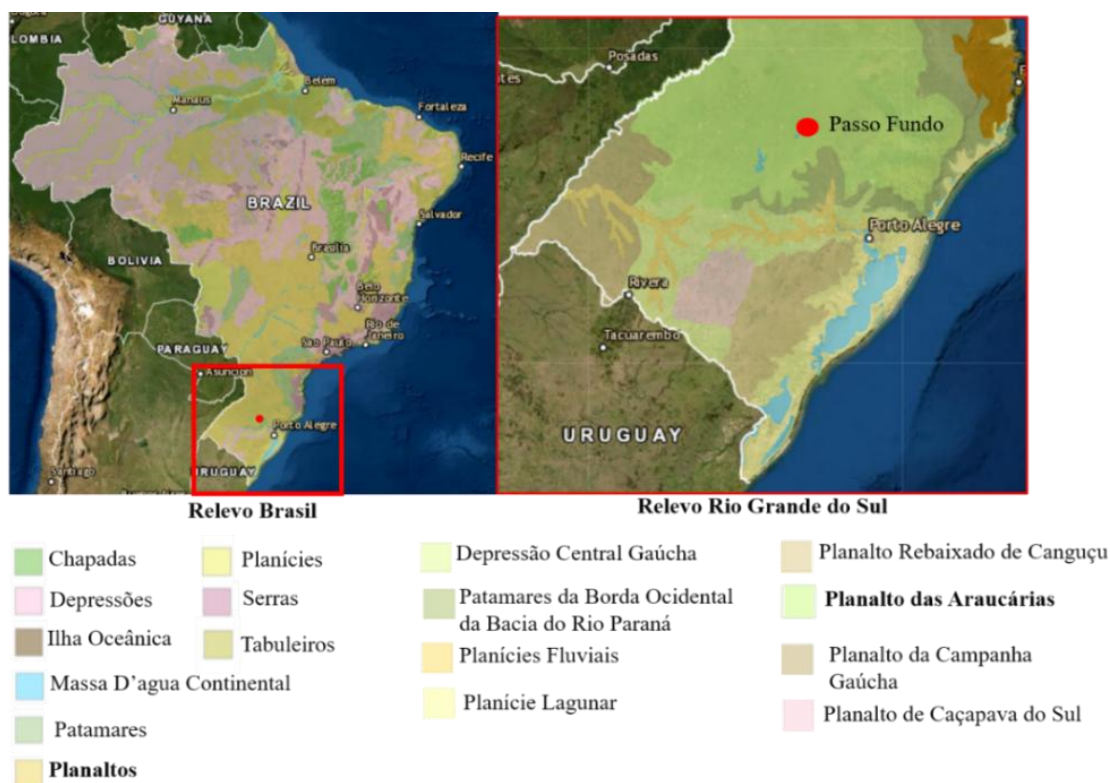 GUYANA
LOMBIA
Belém
Manaus
Fortaleza
Recife
BRAZIL
Salvador
Brasília
BOLIVIA
Belo
Horizonte
Rio de
Janeiro
Sao Paulo
PARAGUAY
Asuncion
Porto Alegre
URUGUAY
Santiago
Relevo Brasil
Posadas
ntes
Passo Fundo
Porto Alegre
Rivera
Tacuarembo
URUGUAY
Relevo Rio Grande do Sul
Chapadas
Depressões
Ilha Oceânica
Massa D'agua Continental
Patamares
Planaltos
Planícies
Serras
Tabuleiros
Depressão Central Gaúcha
Patamares da Borda Ocidental
da Bacia do Rio Paraná
Planícies Fluviais
Planície Lagunar
Planalto Rebaixado de Canguçu
Planalto das Araucárias
Planalto da Campanha
Gaúcha
Planalto de Caçapava do Sul